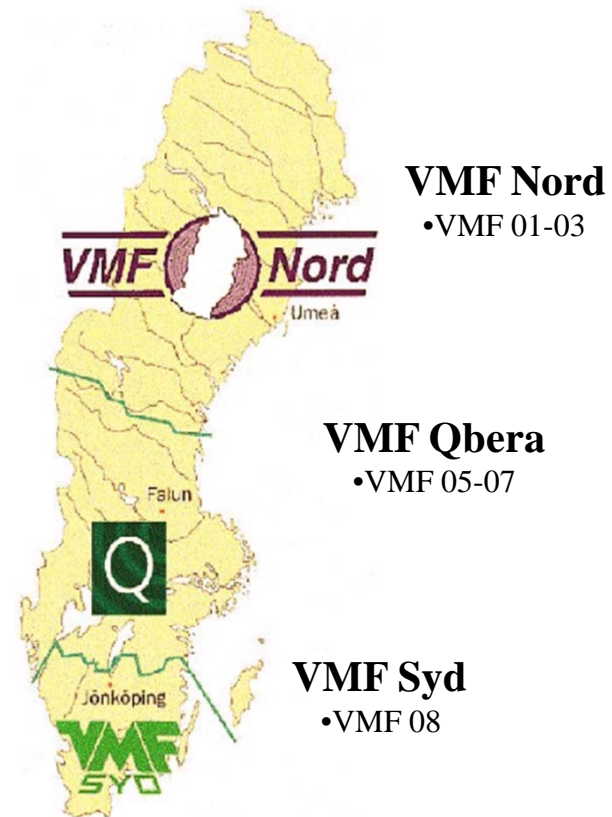 VMF Nord
•VMF 01-03
VMF Nord
Umeå
VMF Qbera
•VMF 05-07
Falun
Q
VMF Syd
•VMF 08
Jönköping
VMF
SYD